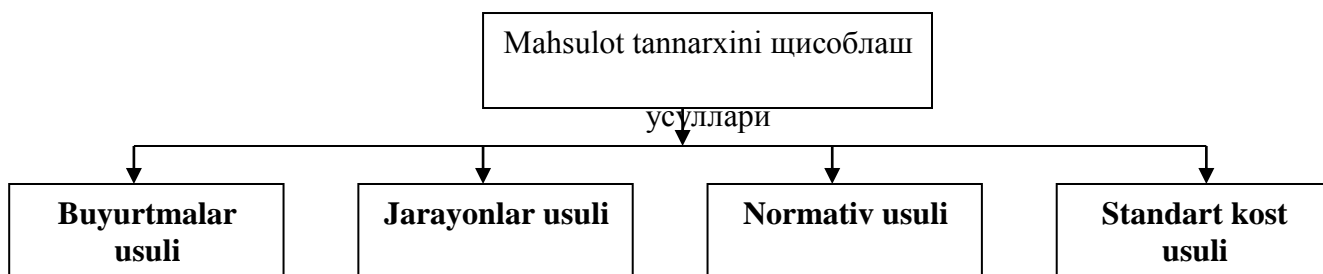 Mahsulot tannarxini щисоблаш
усуллари
Buyurtmalar
usuli
Jarayonlar usuli
Normativ usuli
Standart kost
usuli